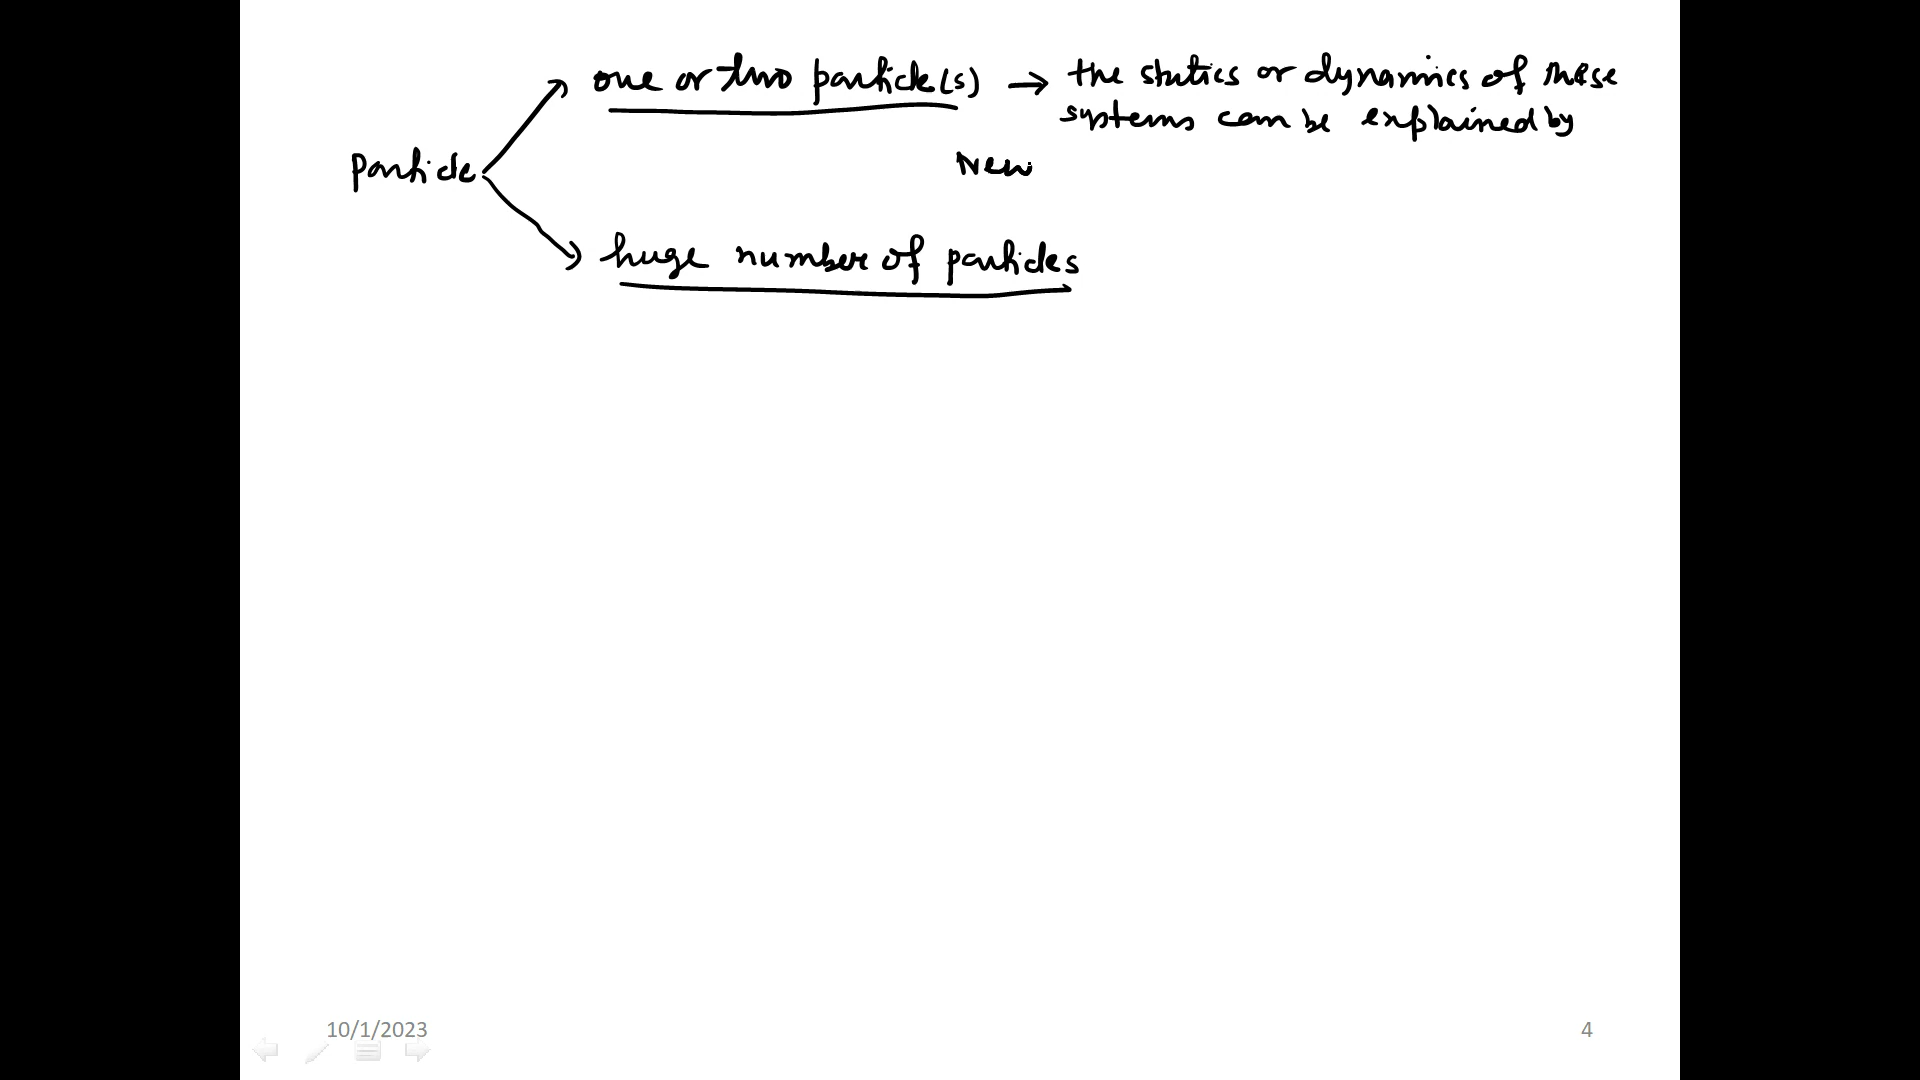 one or two particle(s) → the statics or dynamics of these
systems can be explained by
particle
New
huge number of particles
10/1/2023
4